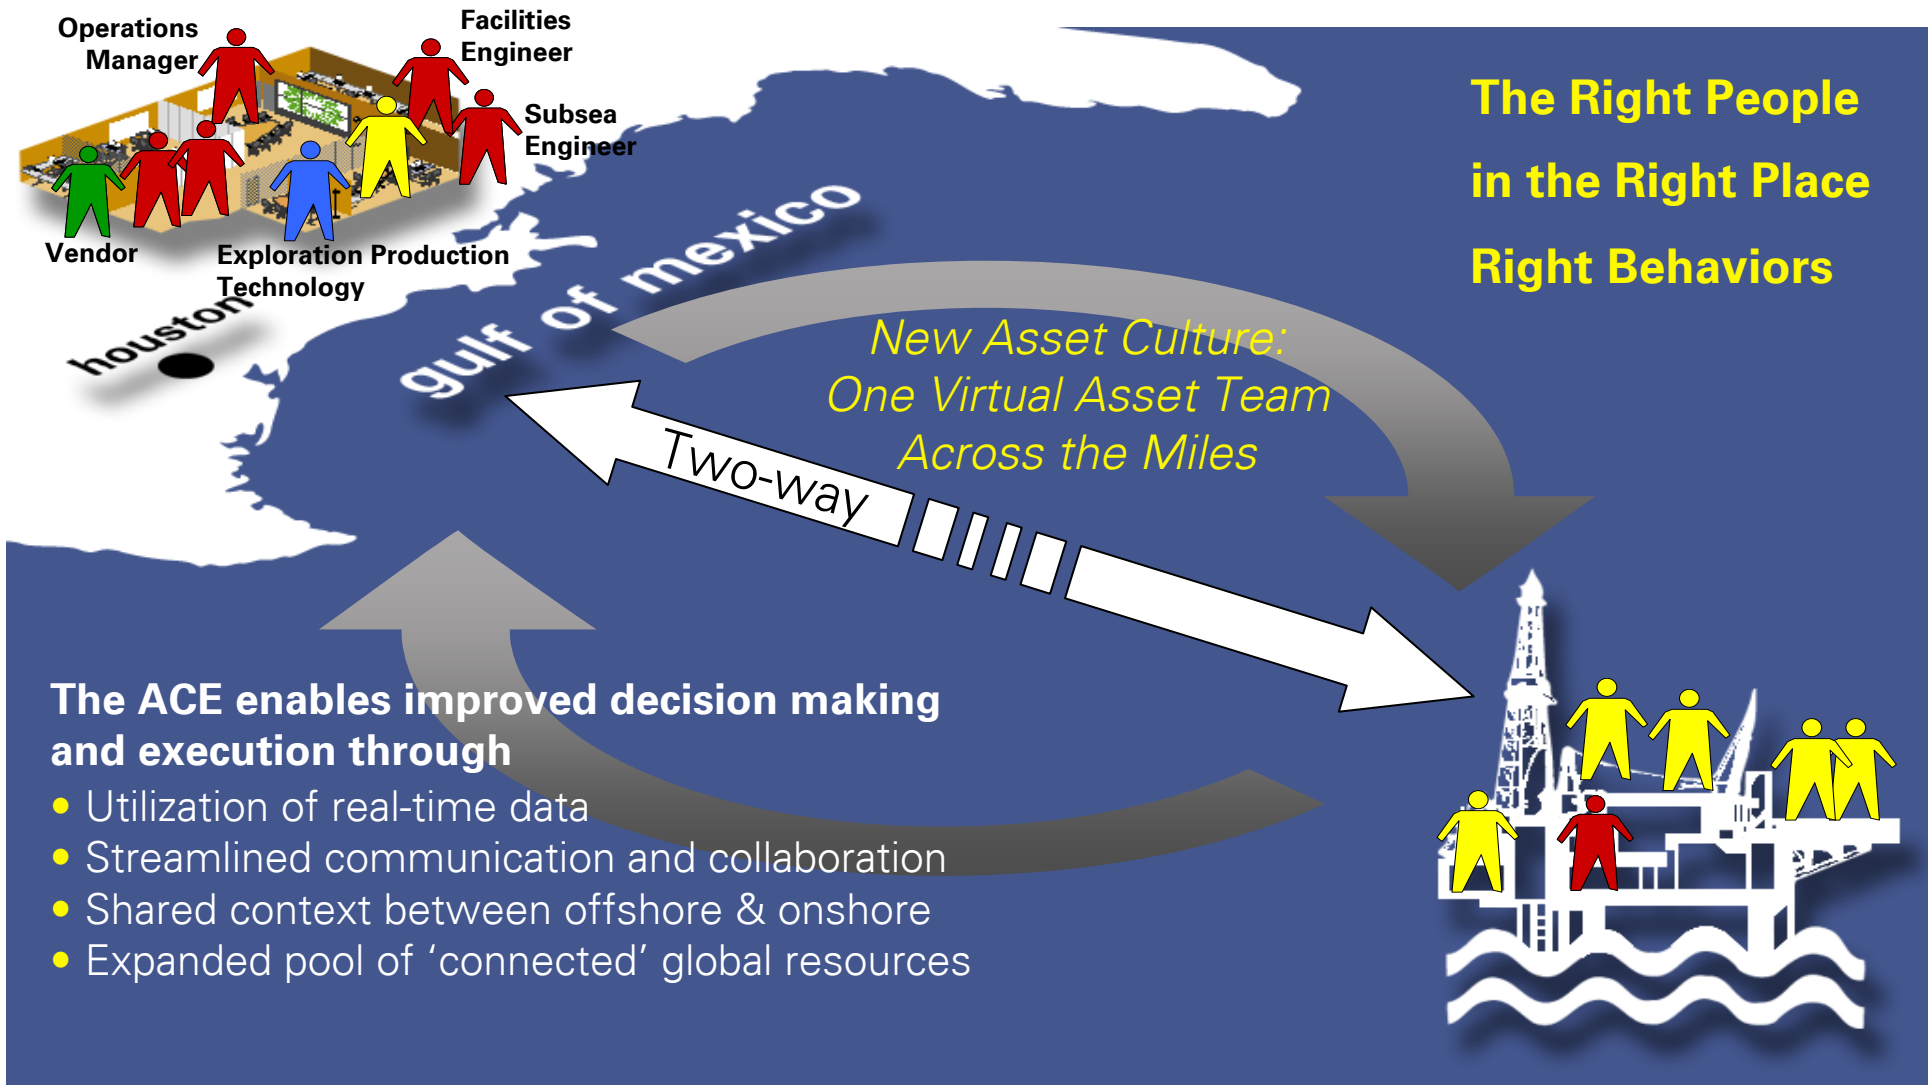 Operations
Manager
Facilities
Engineer
Subsea
Engineer
Vendor
Exploration Production
Technology
houston
gulf of mexico
The Right People
in the Right Place
Right Behaviors
New Asset Culture:
One Virtual Asset Team
Across the Miles
Two-way
The ACE enables improved decision making
and execution through
• Utilization of real-time data
• Streamlined communication and collaboration
• Shared context between offshore & onshore
• Expanded pool of ‘connected’ global resources